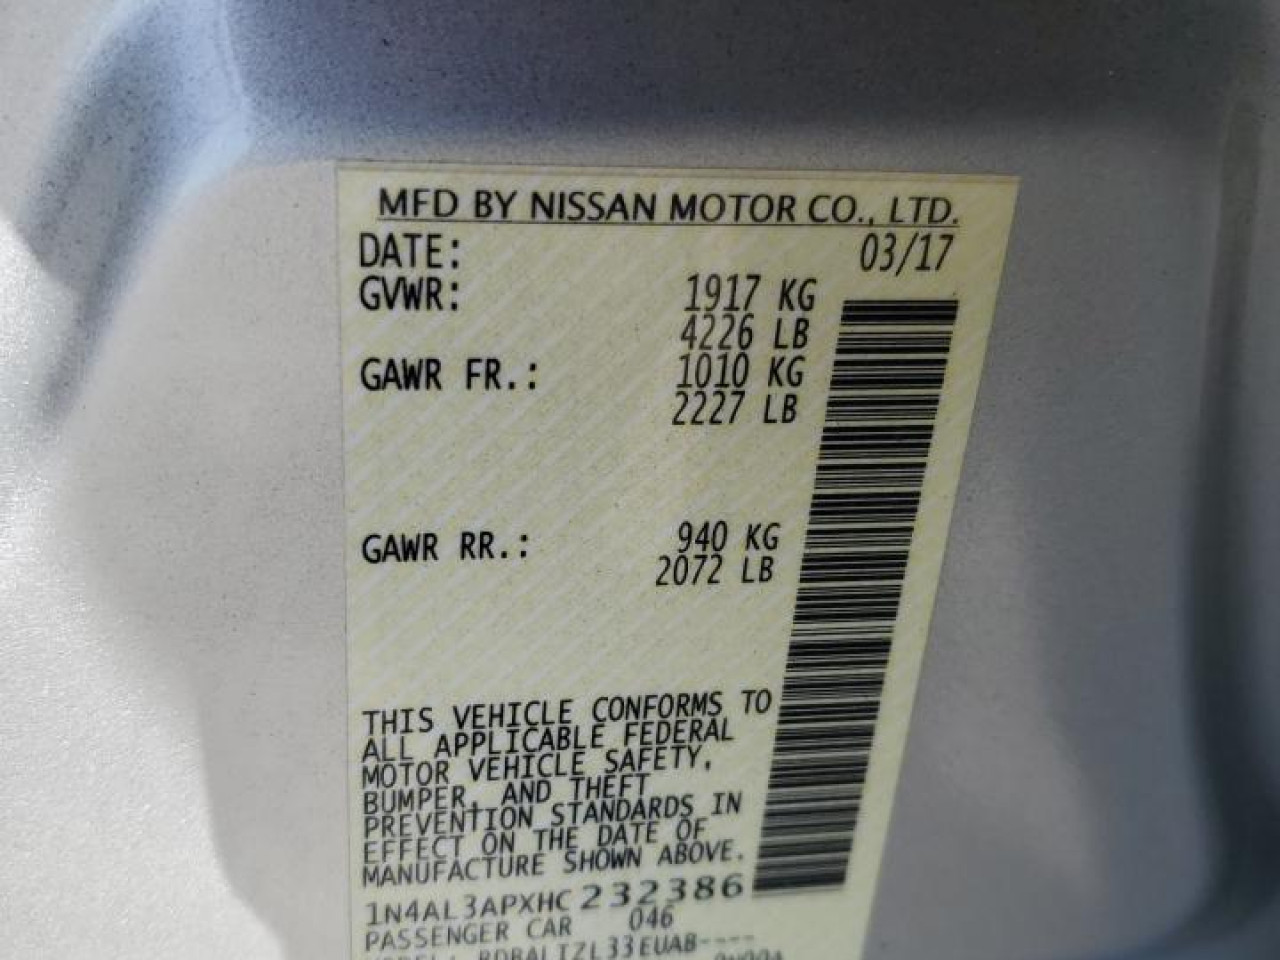 MFD BY NISSAN MOTOR CO., LTD.
DATE: 03/17
GVWR: 1917 KG
4226 LB
GAWR FR.: 1010 KG
2227 LB
GAWR RR.: 940 KG
2072 LB
THIS VEHICLE CONFORMS TO
ALL APPLICABLE FEDERAL
MOTOR VEHICLE SAFETY,
BUMPER, AND THEFT
PREVENTION STANDARDS IN
EFFECT ON THE DATE OF
MANUFACTURE SHOWN ABOVE.
1N4AL3APXHC232386
PASSENGER CAR 046